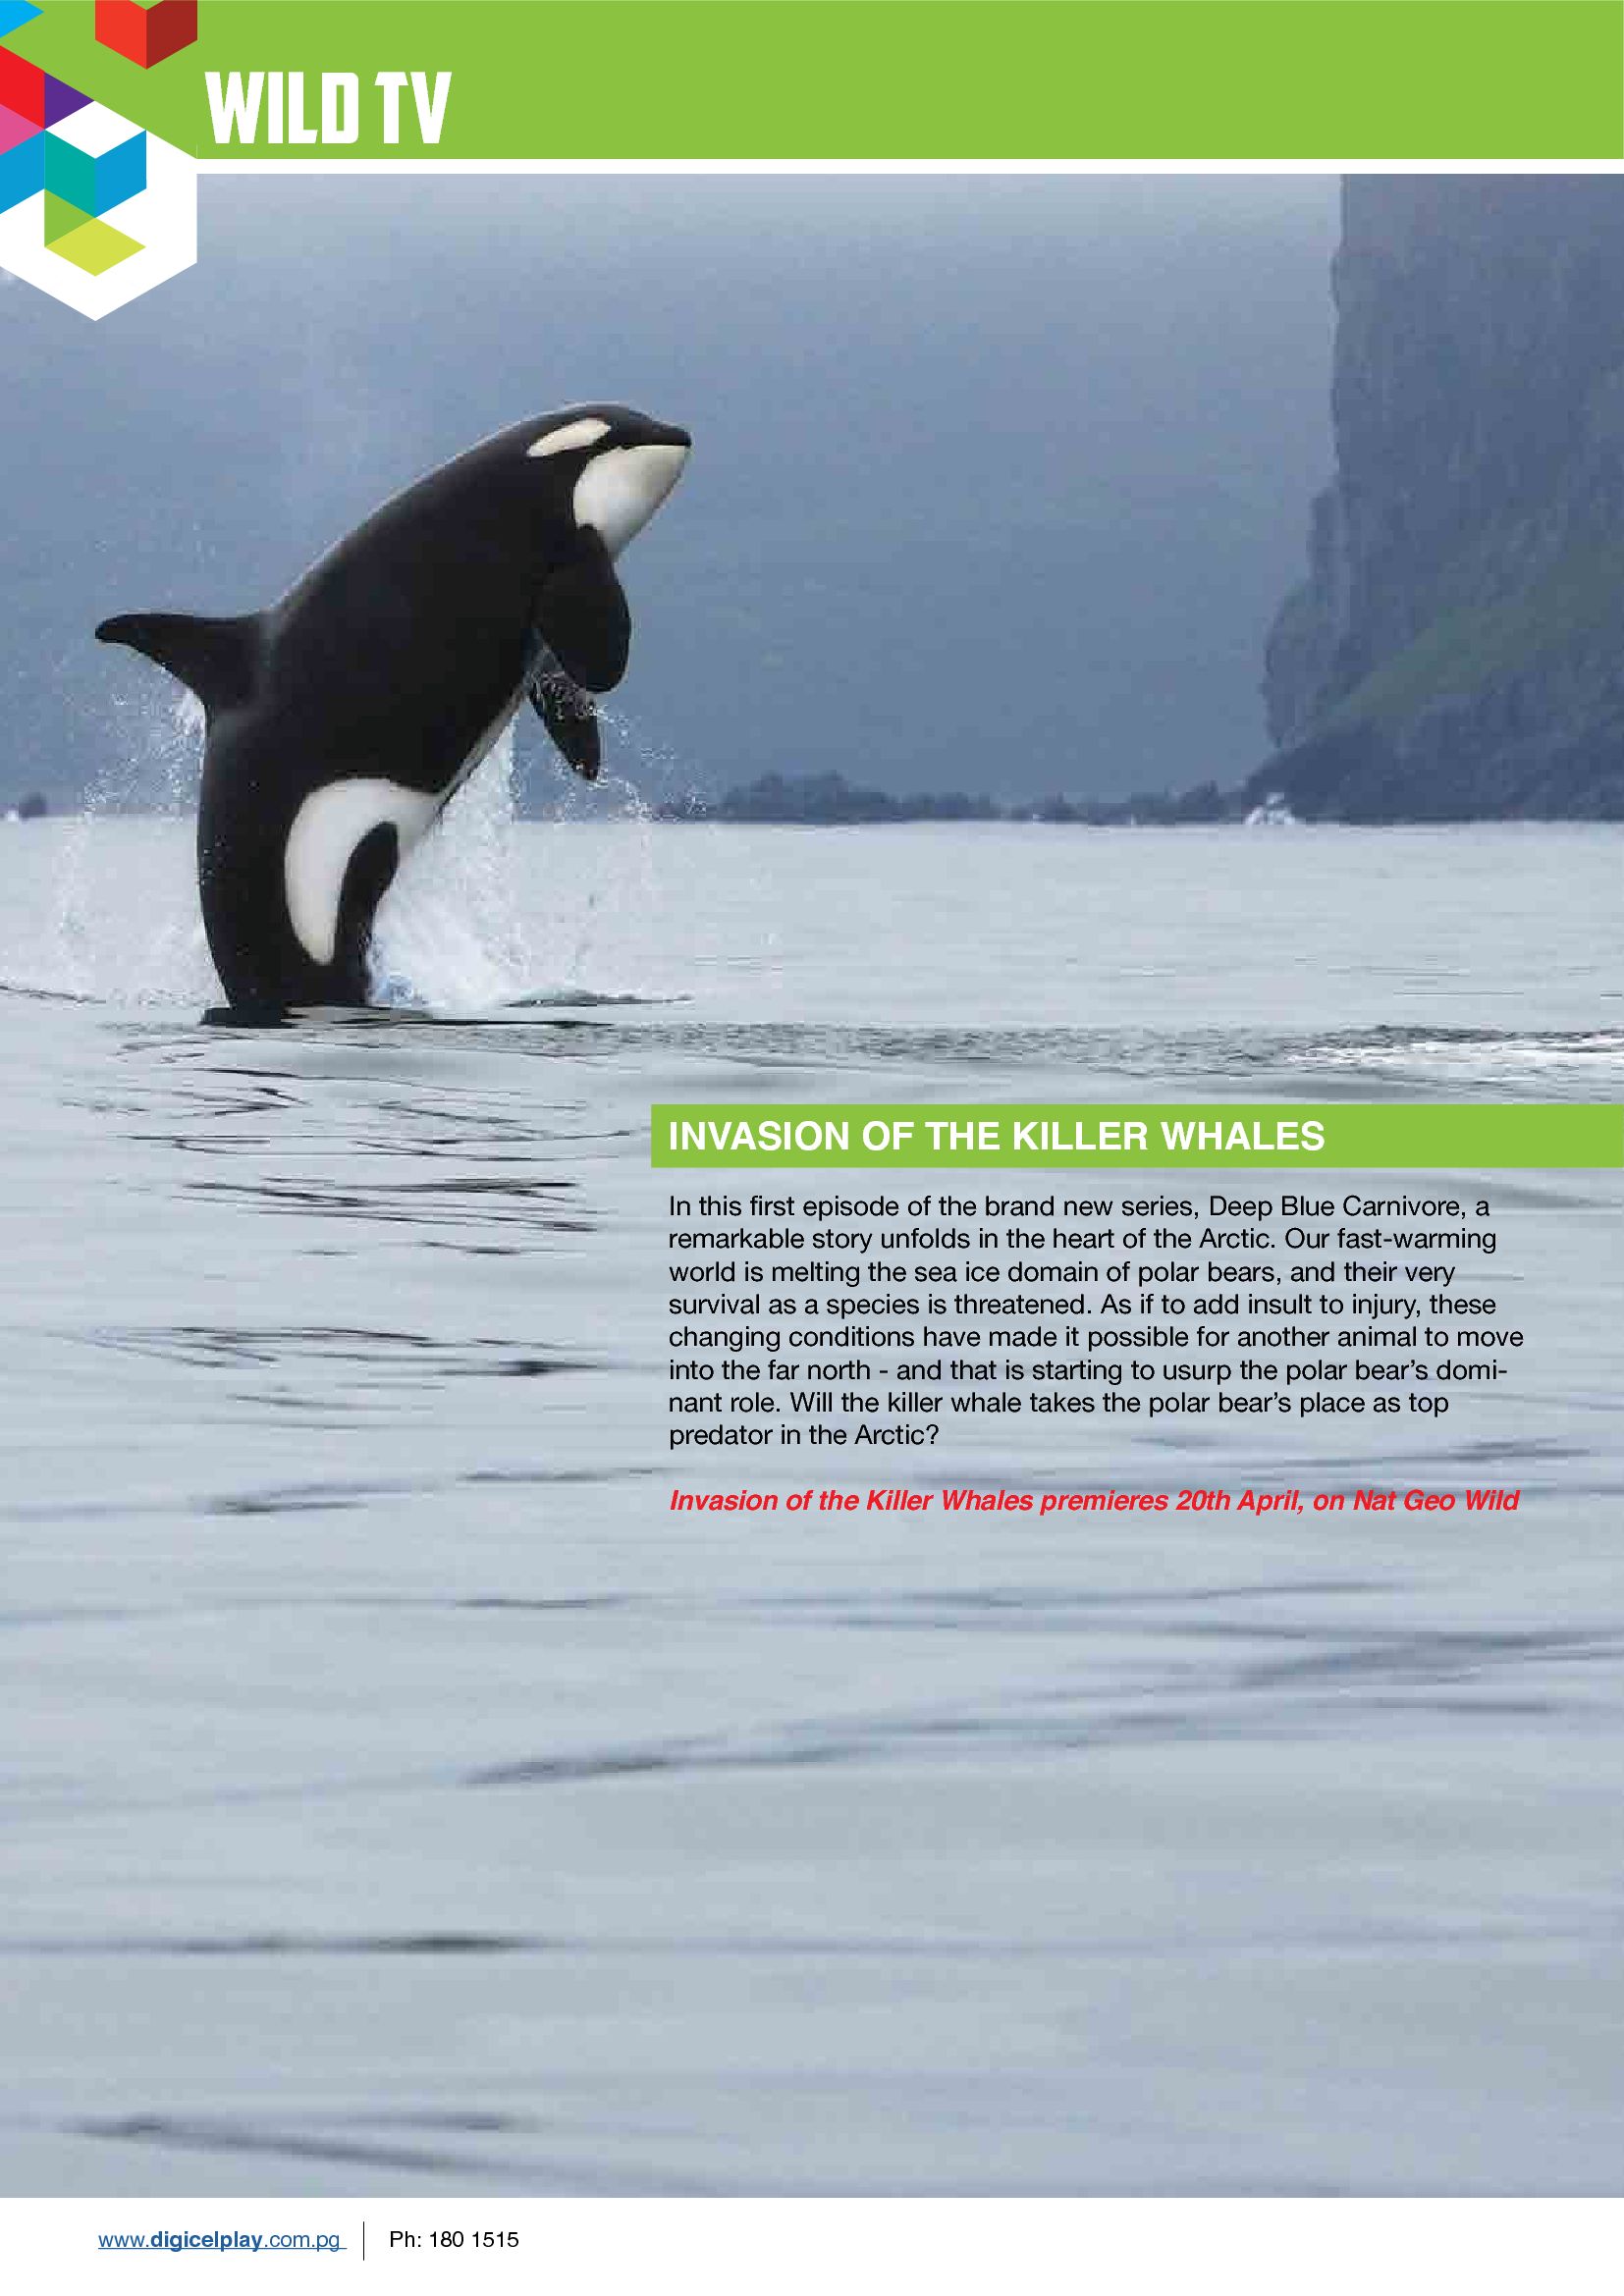 WILD TV
INVASION OF THE KILLER WHALES
In this first episode of the brand new series, Deep Blue Carnivore, a
remarkable story unfolds in the heart of the Arctic. Our fast-warming
world is melting the sea ice domain of polar bears, and their very
survival as a species is threatened. As if to add insult to injury, these
changing conditions have made it possible for another animal to move
into the far north - and that is starting to usurp the polar bear’s domi-
nant role. Will the killer whale takes the polar bear’s place as top
predator in the Arctic?
Invasion of the Killer Whales premieres 20th April, on Nat Geo Wild
www.digicelplay.com.pg
Ph: 180 1515